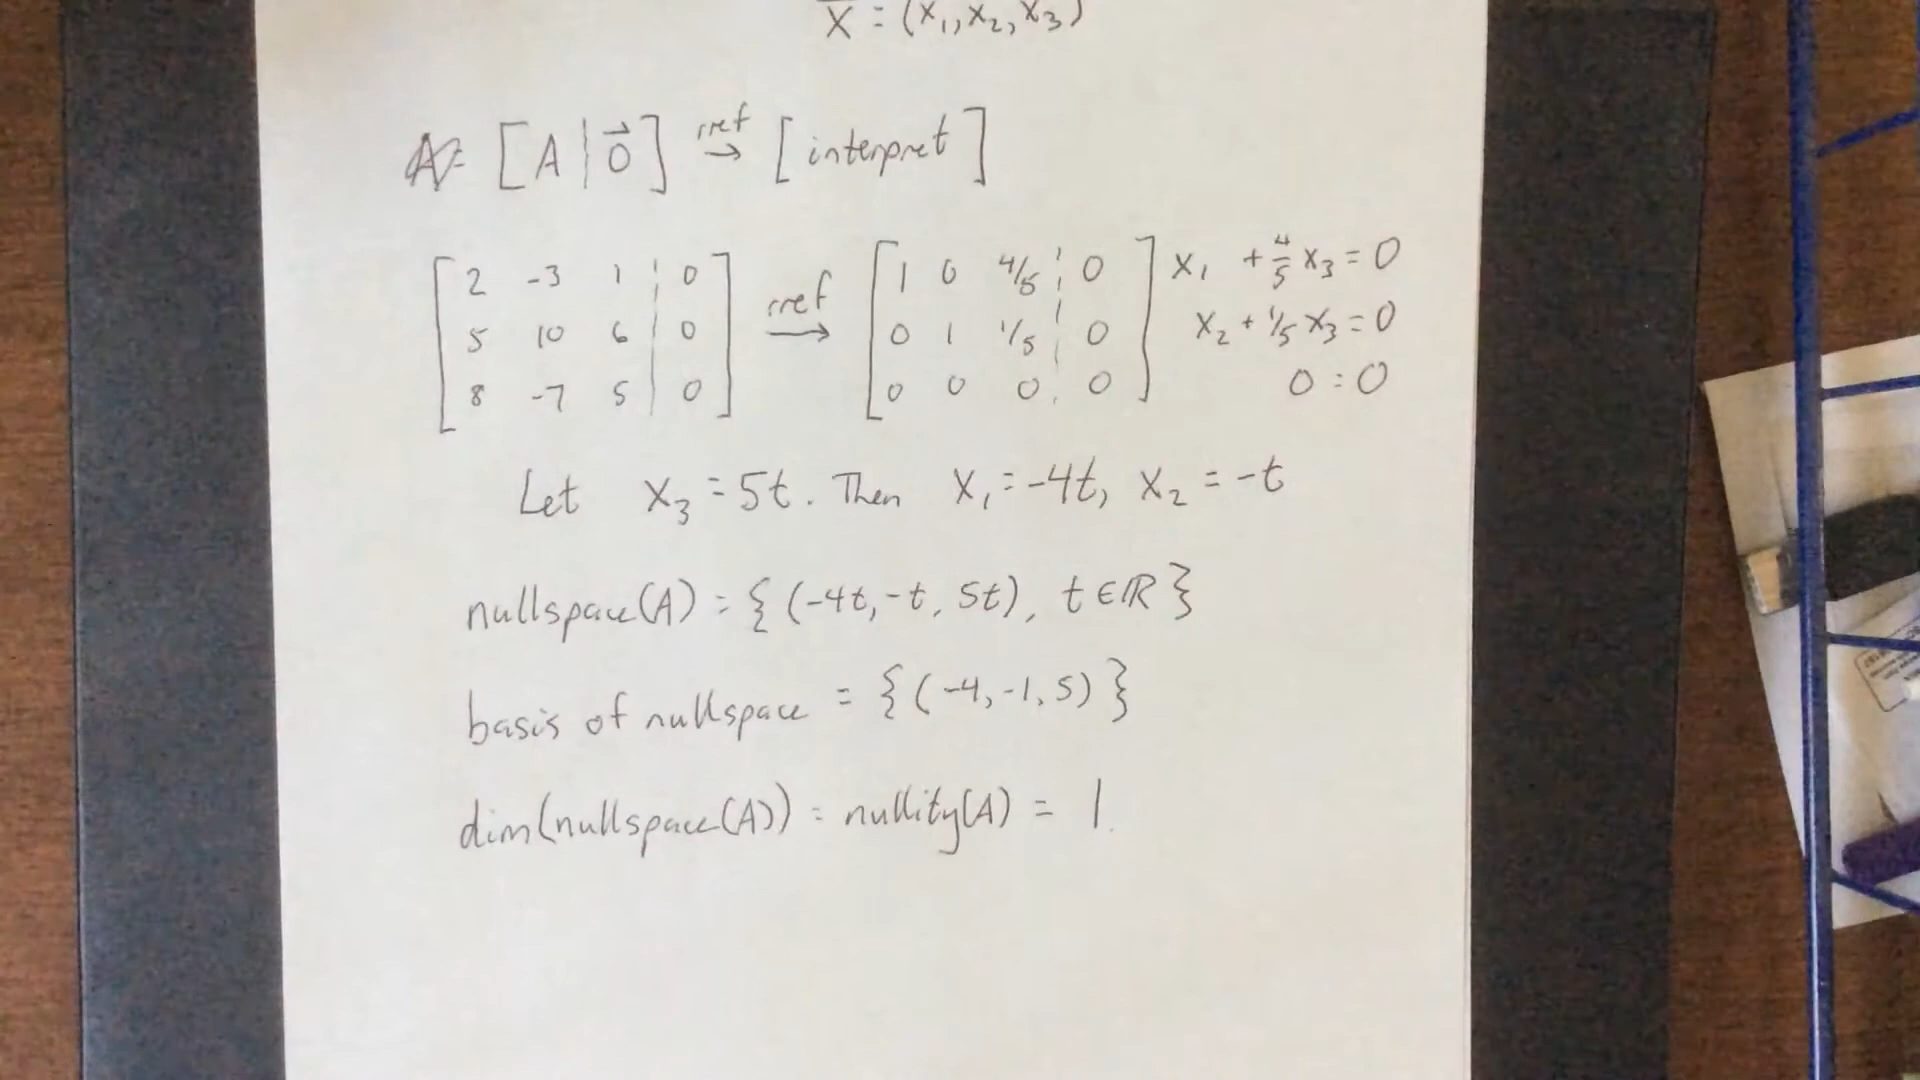 X = (x₁, x₂, x₃)
[A | 0⃗] rref → [interpret]
[2 -3 1 | 0] rref → [1 0 4/5 | 0] x₁ + 4/5 x₃ = 0
[5 10 6 | 0] [0 1 1/5 | 0] x₂ + 1/5 x₃ = 0
[8 -7 5 | 0] [0 0 0 | 0] 0 = 0
Let x₃ = 5t. Then x₁ = -4t, x₂ = -t
nullspace(A) = { (-4t, -t, 5t), t ∈ ℝ }
basis of nullspace = { (-4, -1, 5) }
dim(nullspace(A)) = nullity(A) = 1.